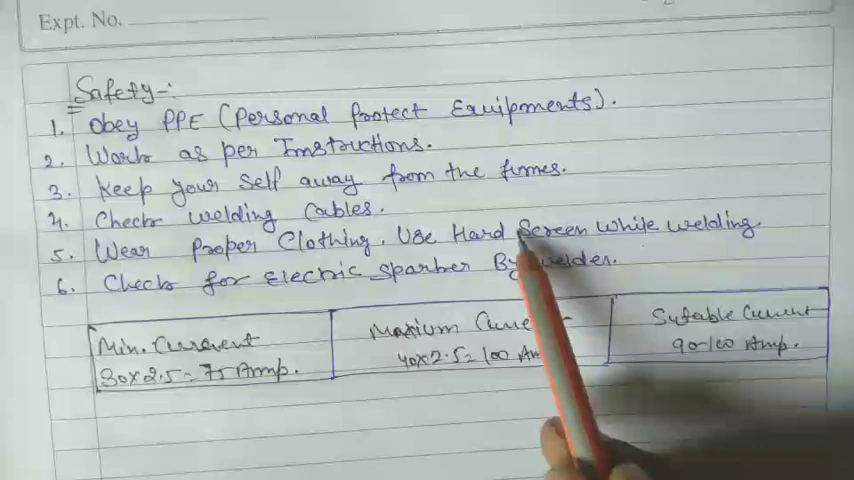 Expt. No.
Safety-:
1. Obey PPE (Personal Protect Equipments).
2. Work as per Instructions.
3. Keep your Self away from the fumes.
4. Check welding Cables.
5. Wear Proper Clothing. Use Hard Screen while welding.
6. Check for Electric sparker By welder.
Min. Current Maxium Curre Sutable Current
30x2.5=75 Amp. 40x2.5=100 Am 90-100 Amp.